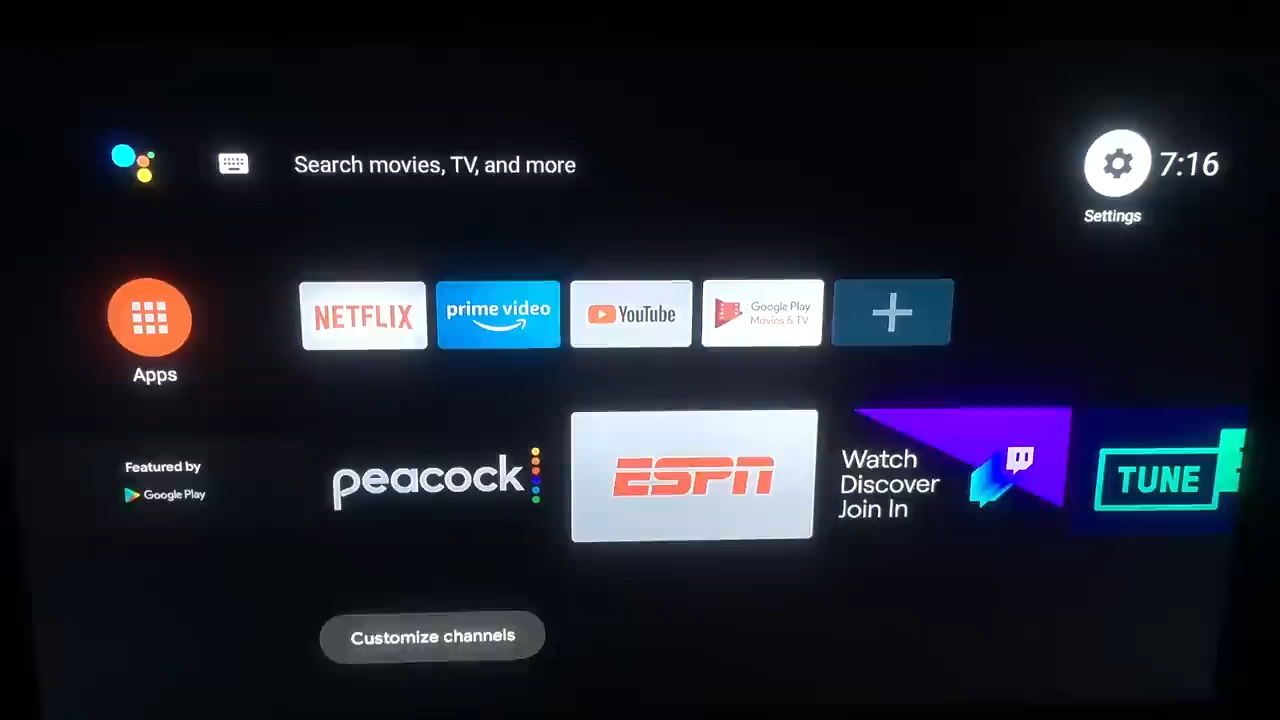 Search movies, TV, and more
7:16
Settings
NETFLIX
prime video
YouTube
Google Play
Movies & TV
Apps
Featured by
Google Play
peacock
ESPN
Watch
Discover
Join In
TUNE
Customize channels